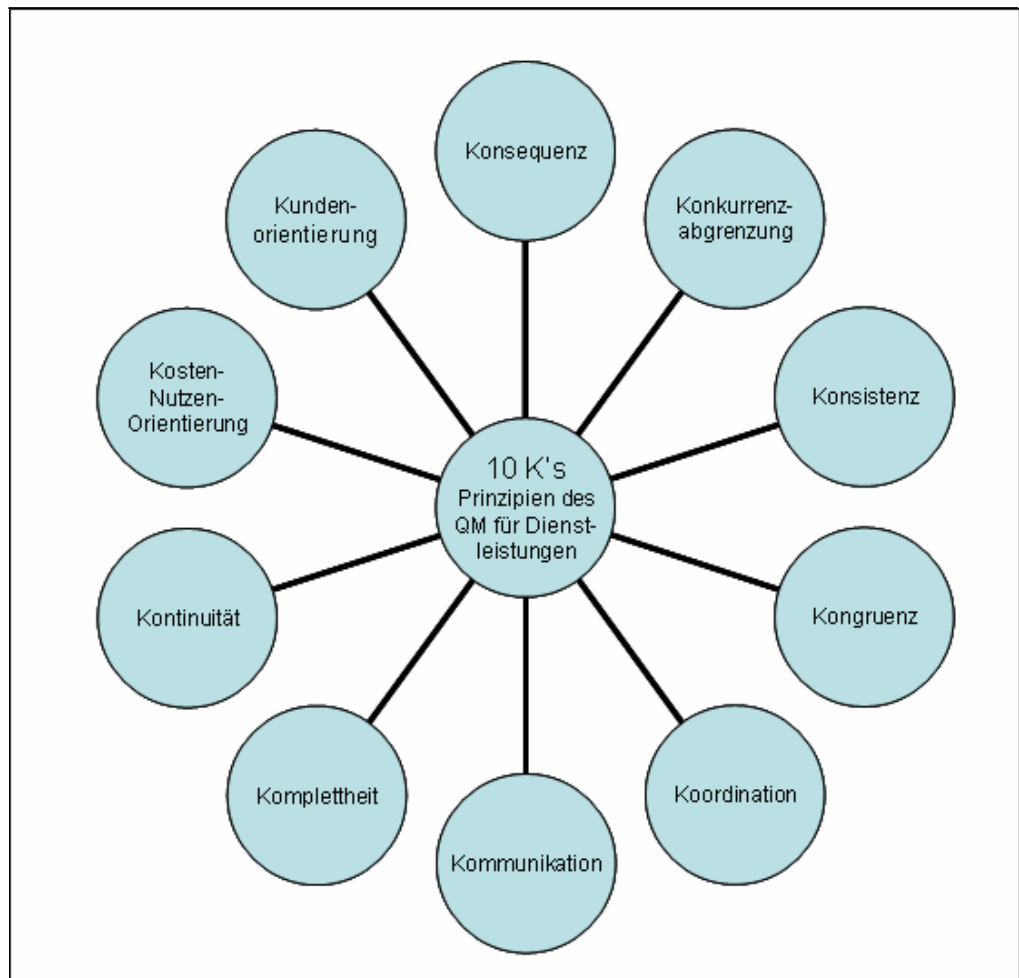 Konsequenz
Konkurrenz-
abgrenzung
Konsistenz
Kongruenz
Koordination
Kommunikation
Komplettheit
Kontinuität
Kosten-
Nutzen-
Orientierung
Kunden-
orientierung
10 K's
Prinzipien des
QM für Dienst-
leistungen